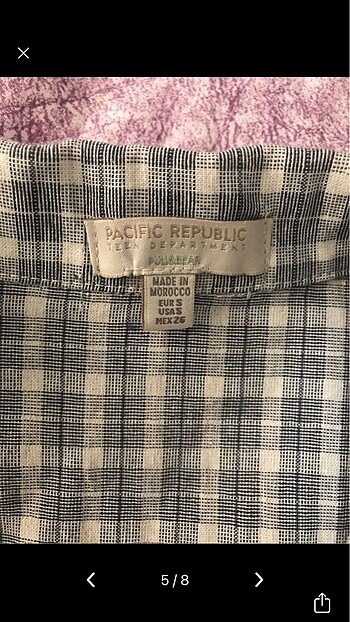 PACIFIC REPUBLIC
TEEN DEPARTMENT
PULL&BEAR
MADE IN
MOROCCO
EUR S
USA S
MEX 26
5/8